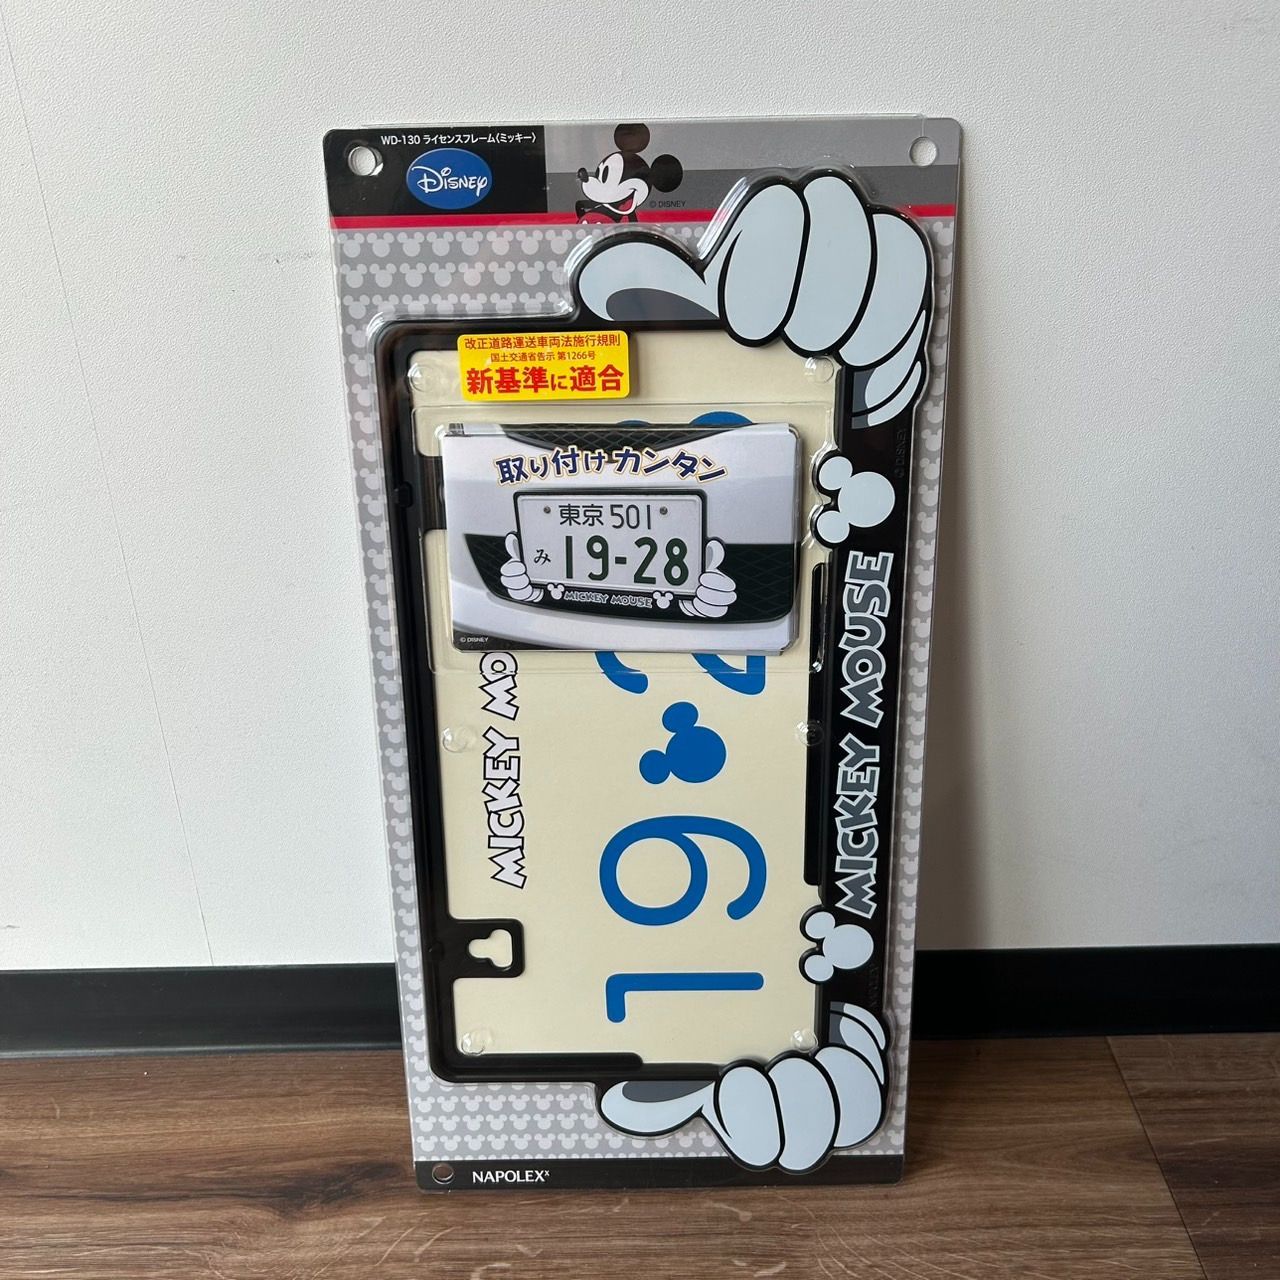 WD-130 ライセンスフレーム〈ミッキー〉
Disney
© DISNEY
改正道路運送車両法施行規則
国土交通省告示 第1266号
新基準に適合
取り付けカンタン
東京 501
み 19-28
MICKEY MOUSE
© DISNEY
MICKEY MO
19
MICKEY MOUSE
© DISNEY
NAPOLEX
NAPOLEX